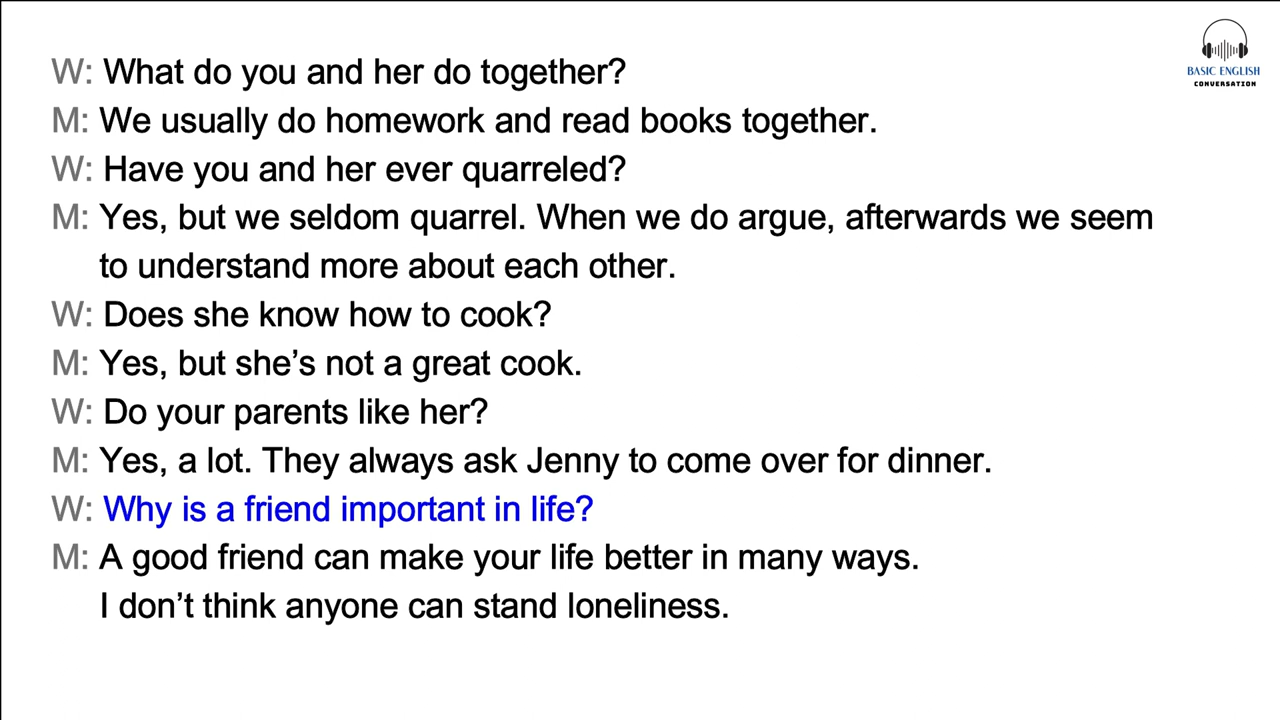 BASIC ENGLISH
CONVERSATION
W: What do you and her do together?
M: We usually do homework and read books together.
W: Have you and her ever quarreled?
M: Yes, but we seldom quarrel. When we do argue, afterwards we seem
to understand more about each other.
W: Does she know how to cook?
M: Yes, but she’s not a great cook.
W: Do your parents like her?
M: Yes, a lot. They always ask Jenny to come over for dinner.
W: Why is a friend important in life?
M: A good friend can make your life better in many ways.
I don’t think anyone can stand loneliness.